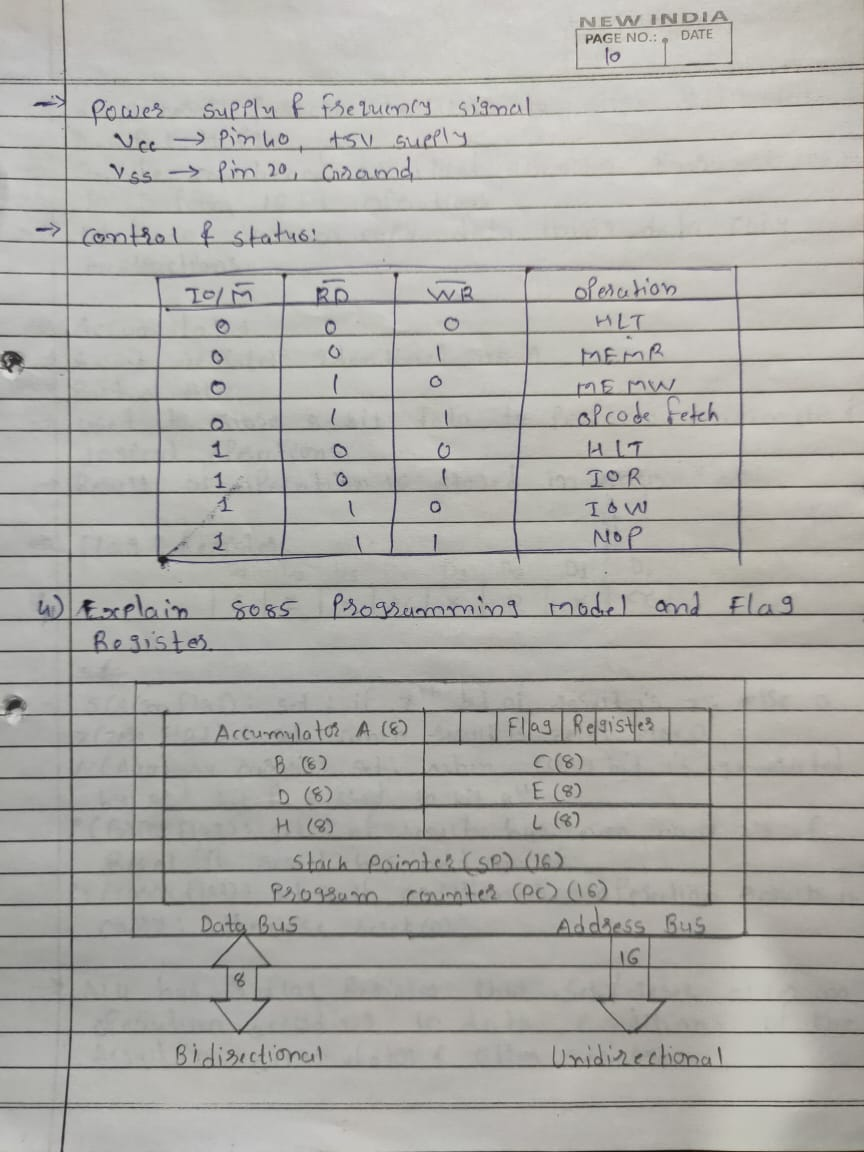 NEW INDIA
PAGE NO.: DATE
10
→ Power supply & frequency signal
Vcc → Pin 40, +5V supply
Vss → Pin 20, Ground
→ Control & status:
IO/M̅ R̅D̅ W̅R̅ Operation
0 0 0 HLT
0 0 1 MEMR
0 1 0 MEMW
0 1 1 opcode fetch
1 0 0 HLT
1 0 1 IOR
1 1 0 IOW
1 1 1 NOP
4) Explain 8085 Programming model and Flag
Register.
Accumulator A (8) Flag Register
B (8) C (8)
D (8) E (8)
H (8) L (8)
Stack Pointer (SP) (16)
Program counter (PC) (16)
Data Bus Address Bus
8 16
Bidirectional Unidirectional